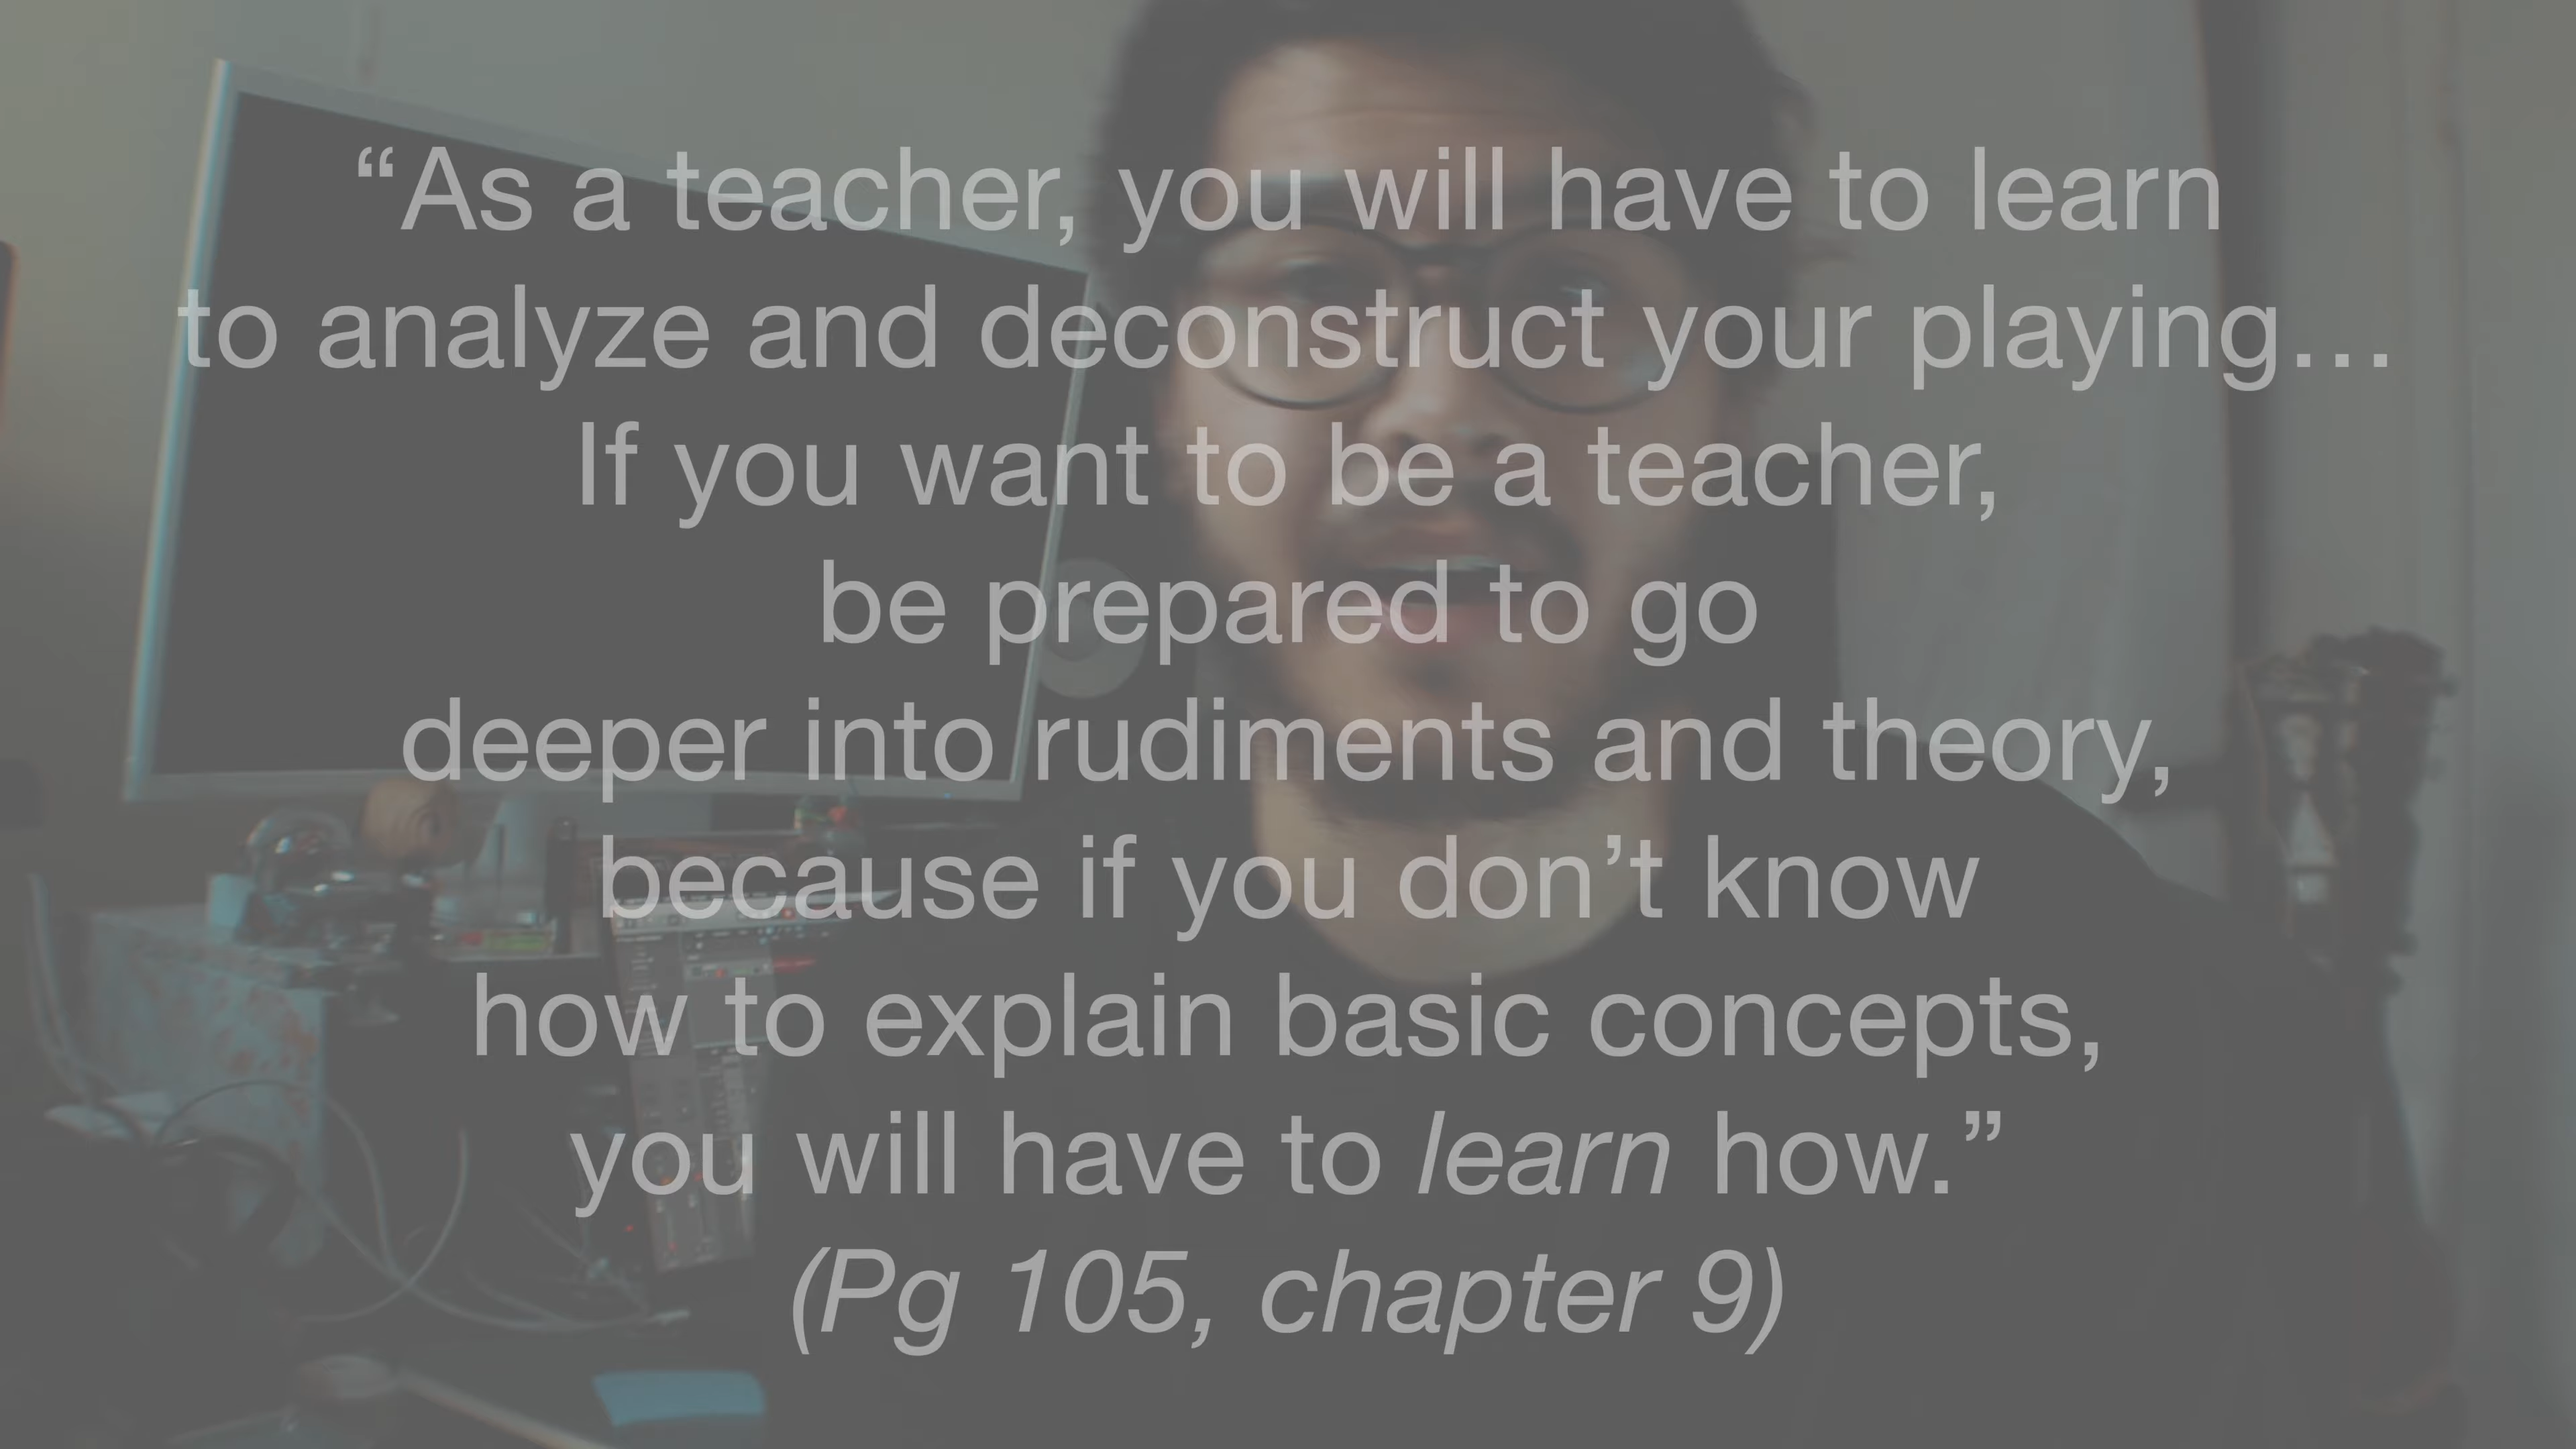 “As a teacher, you will have to learn
to analyze and deconstruct your playing…
If you want to be a teacher,
be prepared to go
deeper into rudiments and theory,
because if you don’t know
how to explain basic concepts,
you will have to learn how.”
(Pg 105, chapter 9)